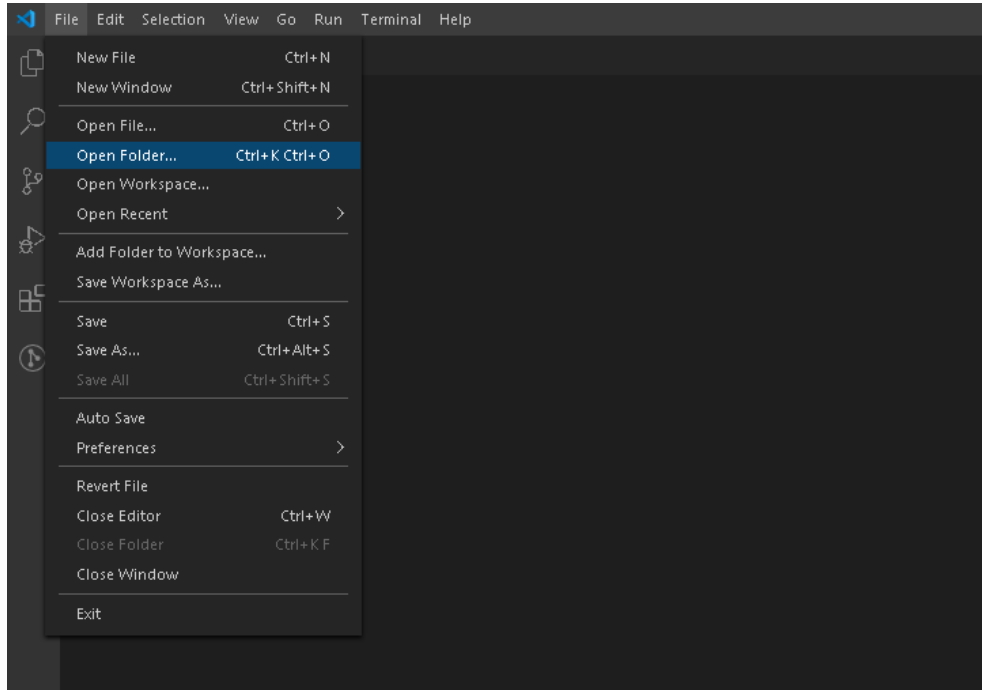 File Edit Selection View Go Run Terminal Help
New File Ctrl+N
New Window Ctrl+Shift+N
Open File... Ctrl+O
Open Folder... Ctrl+K Ctrl+O
Open Workspace...
Open Recent
Add Folder to Workspace...
Save Workspace As...
Save Ctrl+S
Save As... Ctrl+Alt+S
Save All Ctrl+Shift+S
Auto Save
Preferences
Revert File
Close Editor Ctrl+W
Close Folder Ctrl+K F
Close Window
Exit